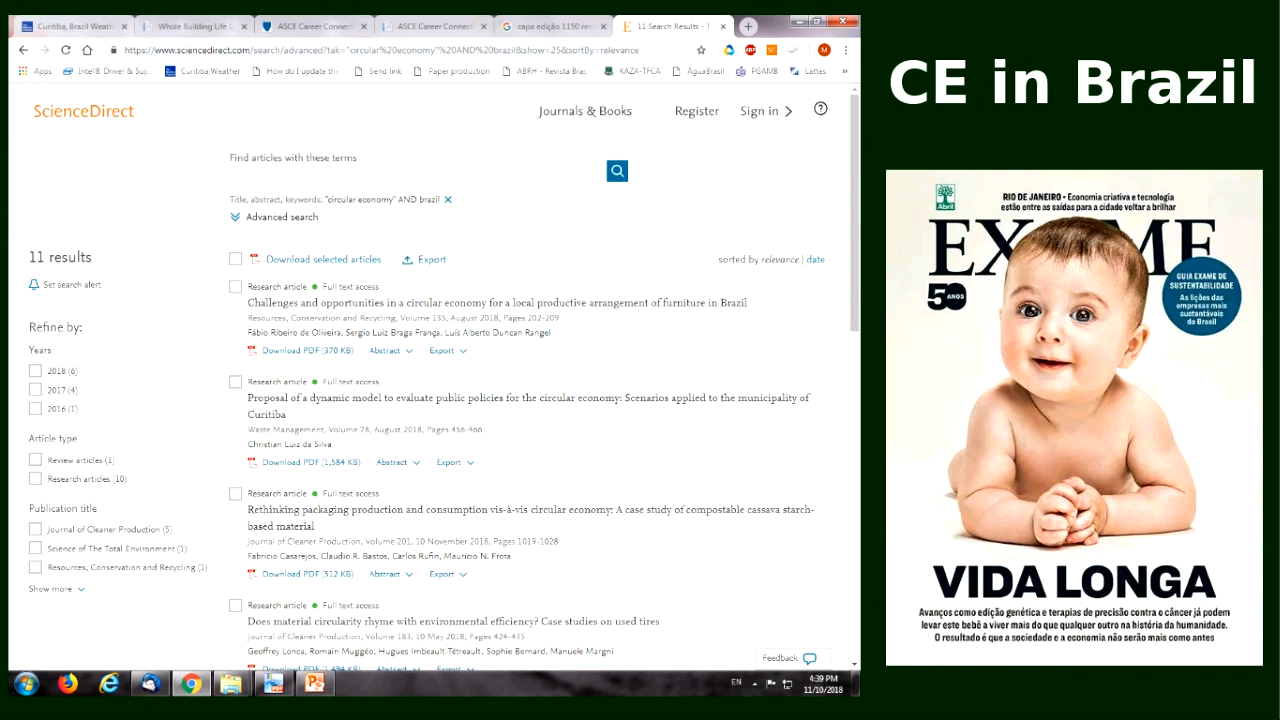 Curitiba, Brazil Weath
Whole Building Life C
ASCE Career Connect
ASCE Career Connect
capa edição 1150 rev
11 Search Results - 1
https://www.sciencedirect.com/search/advanced?tak="circular%20economy"%20AND%20brazil&show=25&sortBy=relevance
Apps
Intel® Driver & Sup
Curitiba,Weather
How do I update this
Send link
Paper production
ABRH - Revista Bras
KAZA-TFCA
ÁguaBrasil
PGAMB
Lattes
»
ScienceDirect
Journals & Books
Register
Sign in
Find articles with these terms
Title, abstract, keywords: "circular economy" AND brazil
Advanced search
11 results
Set search alert
Refine by:
Years
2018 (6)
2017 (4)
2016 (1)
Article type
Review articles (1)
Research articles (10)
Publication title
Journal of Cleaner Production (5)
Science of The Total Environment (1)
Resources, Conservation and Recycling (1)
Show more
Download selected articles
Export
sorted by relevance | date
Research article ● Full text access
Challenges and opportunities in a circular economy for a local productive arrangement of furniture in Brazil
Resources, Conservation and Recycling, Volume 135, August 2018, Pages 202-209
Fábio Ribeiro de Oliveira, Sergio Luiz Braga França, Luís Alberto Duncan Rangel
Download PDF (370 KB) Abstract Export
Research article ● Full text access
Proposal of a dynamic model to evaluate public policies for the circular economy: Scenarios applied to the municipality of
Curitiba
Waste Management, Volume 78, August 2018, Pages 456-466
Christian Luiz da Silva
Download PDF (1,584 KB) Abstract Export
Research article ● Full text access
Rethinking packaging production and consumption vis-à-vis circular economy: A case study of compostable cassava starch-
based material
Journal of Cleaner Production, Volume 201, 10 November 2018, Pages 1019-1028
Fabricio Casarejos, Claudio R. Bastos, Carlos Rufin, Mauricio N. Frota
Download PDF (512 KB) Abstract Export
Research article ● Full text access
Does material circularity rhyme with environmental efficiency? Case studies on used tires
Journal of Cleaner Production, Volume 183, 10 May 2018, Pages 424-435
Geoffrey Lonca, Romain Muggéo, Hugues Imbeault-Tétreault, Sophie Bernard, Manuele Margni
Download PDF (1,494 KB) Abstract Export
Feedback
EN
4:39 PM
11/10/2018
CE in Brazil
Abril
RIO DE JANEIRO • Economia criativa e tecnologia
estão entre as saídas para a cidade voltar a brilhar
EXAME
50 ANOS
GUIA EXAME DE
SUSTENTABILIDADE
As lições das
empresas mais
sustentáveis
do Brasil
VIDA LONGA
Avanços como edição genética e terapias de precisão contra o câncer já podem
levar este bebê a viver mais do que qualquer outro na história da humanidade.
O resultado é que a sociedade e a economia não serão mais como antes